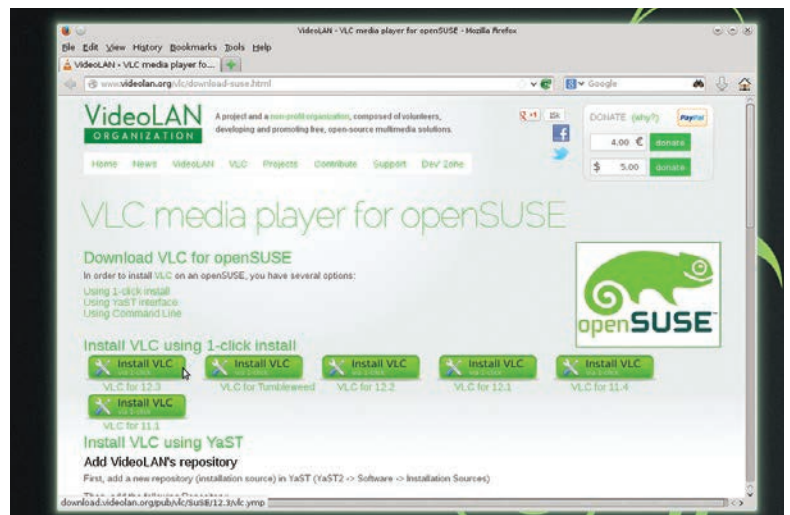 VideoLAN - VLC media player for openSUSE - Mozilla Firefox
File Edit View History Bookmarks Tools Help
VideoLAN - VLC media player fo...
www.videolan.org/vlc/download-suse.html
Google
VideoLAN
ORGANIZATION
A project and a non-profit organization, composed of volunteers,
developing and promoting free, open-source multimedia solutions.
+1
DONATE (why?) PayPal
4.00 € donate
$ 5.00 donate
Home News VideoLAN VLC Projects Contribute Support Dev' Zone
VLC media player for openSUSE
Download VLC for openSUSE
In order to install VLC on an openSUSE, you have several options:
Using 1-click install
Using YaST interface
Using Command Line
openSUSE
Install VLC using 1-click install
Install VLC Install VLC Install VLC Install VLC Install VLC
VLC for 12.3 VLC for Tumbleweed VLC for 12.2 VLC for 12.1 VLC for 11.4
Install VLC
VLC for 11.1
Install VLC using YaST
Add VideoLAN's repository
First, add a new repository (installation source) in YaST (YaST2 -> Software -> Installation Sources)
download.videolan.org/pub/vlc/SuSE/12.3/vlc.ymp